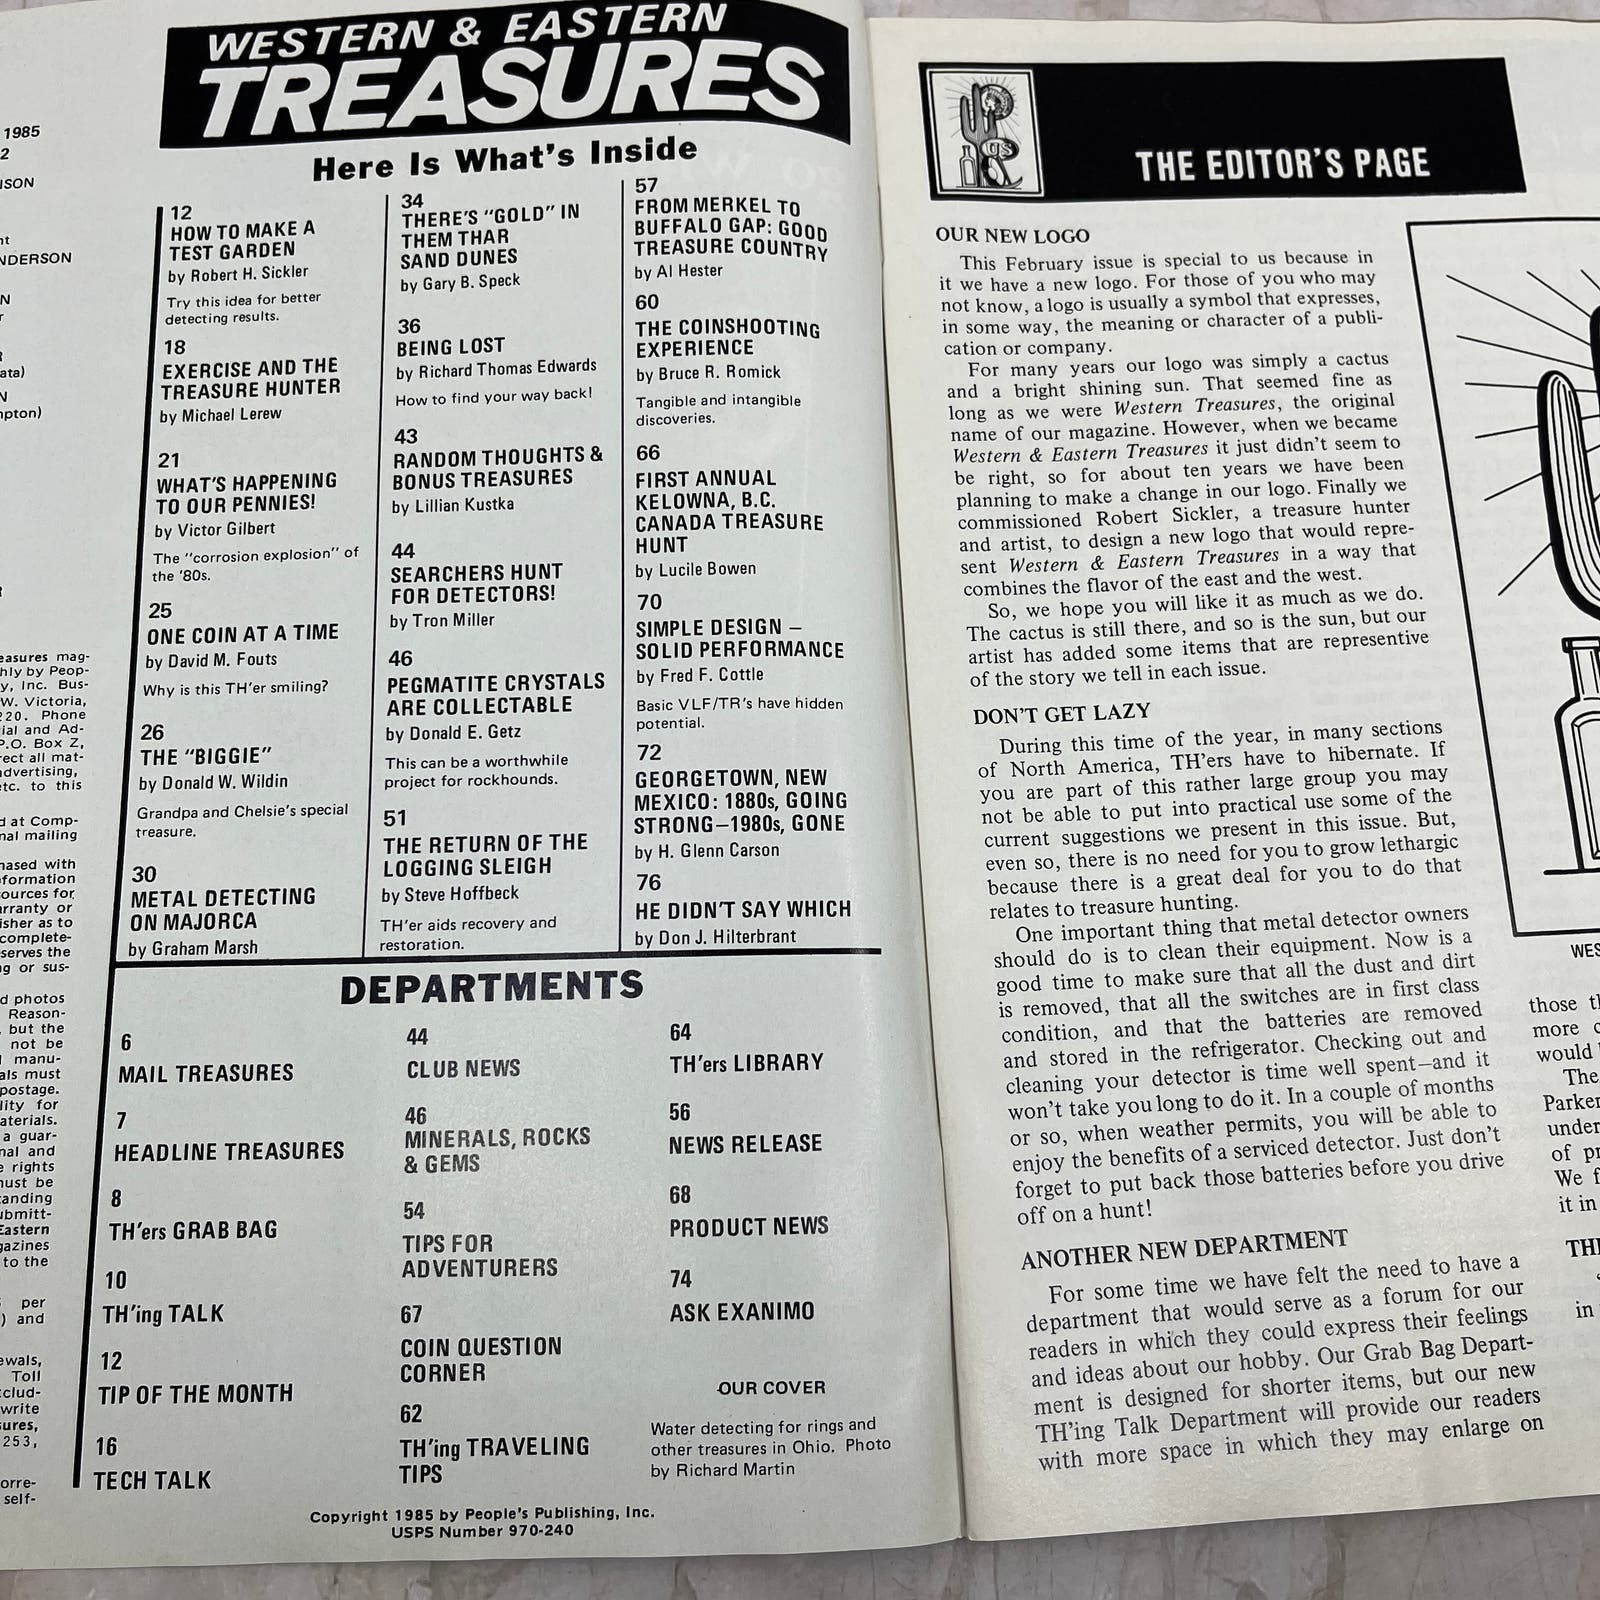 1985
2
NDERSON
WESTERN & EASTERN
TREASURES
Here Is What's Inside
12
HOW TO MAKE A
TEST GARDEN
by Robert H. Sickler
Try this idea for better
detecting results.
18
EXERCISE AND THE
TREASURE HUNTER
by Michael Lerew
21
WHAT'S HAPPENING
TO OUR PENNIES!
by Victor Gilbert
The "corrosion explosion" of
the '80s.
25
ONE COIN AT A TIME
by David M. Fouts
Why is this TH'er smiling?
26
THE "BIGGIE"
by Donald W. Wildin
Grandpa and Chelsie's special
treasure.
30
METAL DETECTING
ON MAJORCA
by Graham Marsh
34
THERE'S "GOLD" IN
THEM THAR
SAND DUNES
by Gary B. Speck
36
BEING LOST
by Richard Thomas Edwards
How to find your way back!
43
RANDOM THOUGHTS &
BONUS TREASURES
by Lillian Kustka
44
SEARCHERS HUNT
FOR DETECTORS!
by Tron Miller
46
PEGMATITE CRYSTALS
ARE COLLECTABLE
by Donald E. Getz
This can be a worthwhile
project for rockhounds.
51
THE RETURN OF THE
LOGGING SLEIGH
by Steve Hoffbeck
TH'er aids recovery and
restoration.
57
FROM MERKEL TO
BUFFALO GAP: GOOD
TREASURE COUNTRY
by Al Hester
60
THE COINSHOOTING
EXPERIENCE
by Bruce R. Romick
Tangible and intangible
discoveries.
66
FIRST ANNUAL
KELOWNA, B.C.
CANADA TREASURE
HUNT
by Lucile Bowen
70
SIMPLE DESIGN –
SOLID PERFORMANCE
by Fred F. Cottle
Basic VLF/TR's have hidden
potential.
72
GEORGETOWN, NEW
MEXICO: 1880s, GOING
STRONG–1980s, GONE
by H. Glenn Carson
76
HE DIDN'T SAY WHICH
by Don J. Hilterbrant
DEPARTMENTS
6
MAIL TREASURES
7
HEADLINE TREASURES
8
TH'ers GRAB BAG
10
TH'ing TALK
12
TIP OF THE MONTH
16
TECH TALK
44
CLUB NEWS
46
MINERALS, ROCKS
& GEMS
54
TIPS FOR
ADVENTURERS
67
COIN QUESTION
CORNER
62
TH'ing TRAVELING
TIPS
64
TH'ers LIBRARY
56
NEWS RELEASE
68
PRODUCT NEWS
74
ASK EXANIMO
OUR COVER
Water detecting for rings and
other treasures in Ohio. Photo
by Richard Martin
Copyright 1985 by People's Publishing, Inc.
USPS Number 970-240
THE EDITOR'S PAGE
OUR NEW LOGO
This February issue is special to us because in
it we have a new logo. For those of you who may
not know, a logo is usually a symbol that expresses,
in some way, the meaning or character of a publi-
cation or company.
For many years our logo was simply a cactus
and a bright shining sun. That seemed fine as
long as we were Western Treasures, the original
name of our magazine. However, when we became
Western & Eastern Treasures it just didn't seem to
be right, so for about ten years we have been
planning to make a change in our logo. Finally we
commissioned Robert Sickler, a treasure hunter
and artist, to design a new logo that would repre-
sent Western & Eastern Treasures in a way that
combines the flavor of the east and the west.
So, we hope you will like it as much as we do.
The cactus is still there, and so is the sun, but our
artist has added some items that are representive
of the story we tell in each issue.
DON'T GET LAZY
During this time of the year, in many sections
of North America, TH'ers have to hibernate. If
you are part of this rather large group you may
not be able to put into practical use some of the
current suggestions we present in this issue. But,
even so, there is no need for you to grow lethargic
because there is a great deal for you to do that
relates to treasure hunting.
One important thing that metal detector owners
should do is to clean their equipment. Now is a
good time to make sure that all the dust and dirt
is removed, that all the switches are in first class
condition, and that the batteries are removed
and stored in the refrigerator. Checking out and
cleaning your detector is time well spent—and it
won't take you long to do it. In a couple of months
or so, when weather permits, you will be able to
enjoy the benefits of a serviced detector. Just don't
forget to put back those batteries before you drive
off on a hunt!
ANOTHER NEW DEPARTMENT
For some time we have felt the need to have a
department that would serve as a forum for our
readers in which they could express their feelings
and ideas about our hobby. Our Grab Bag Depart-
ment is designed for shorter items, but our new
TH'ing Talk Department will provide our readers
with more space in which they may enlarge on